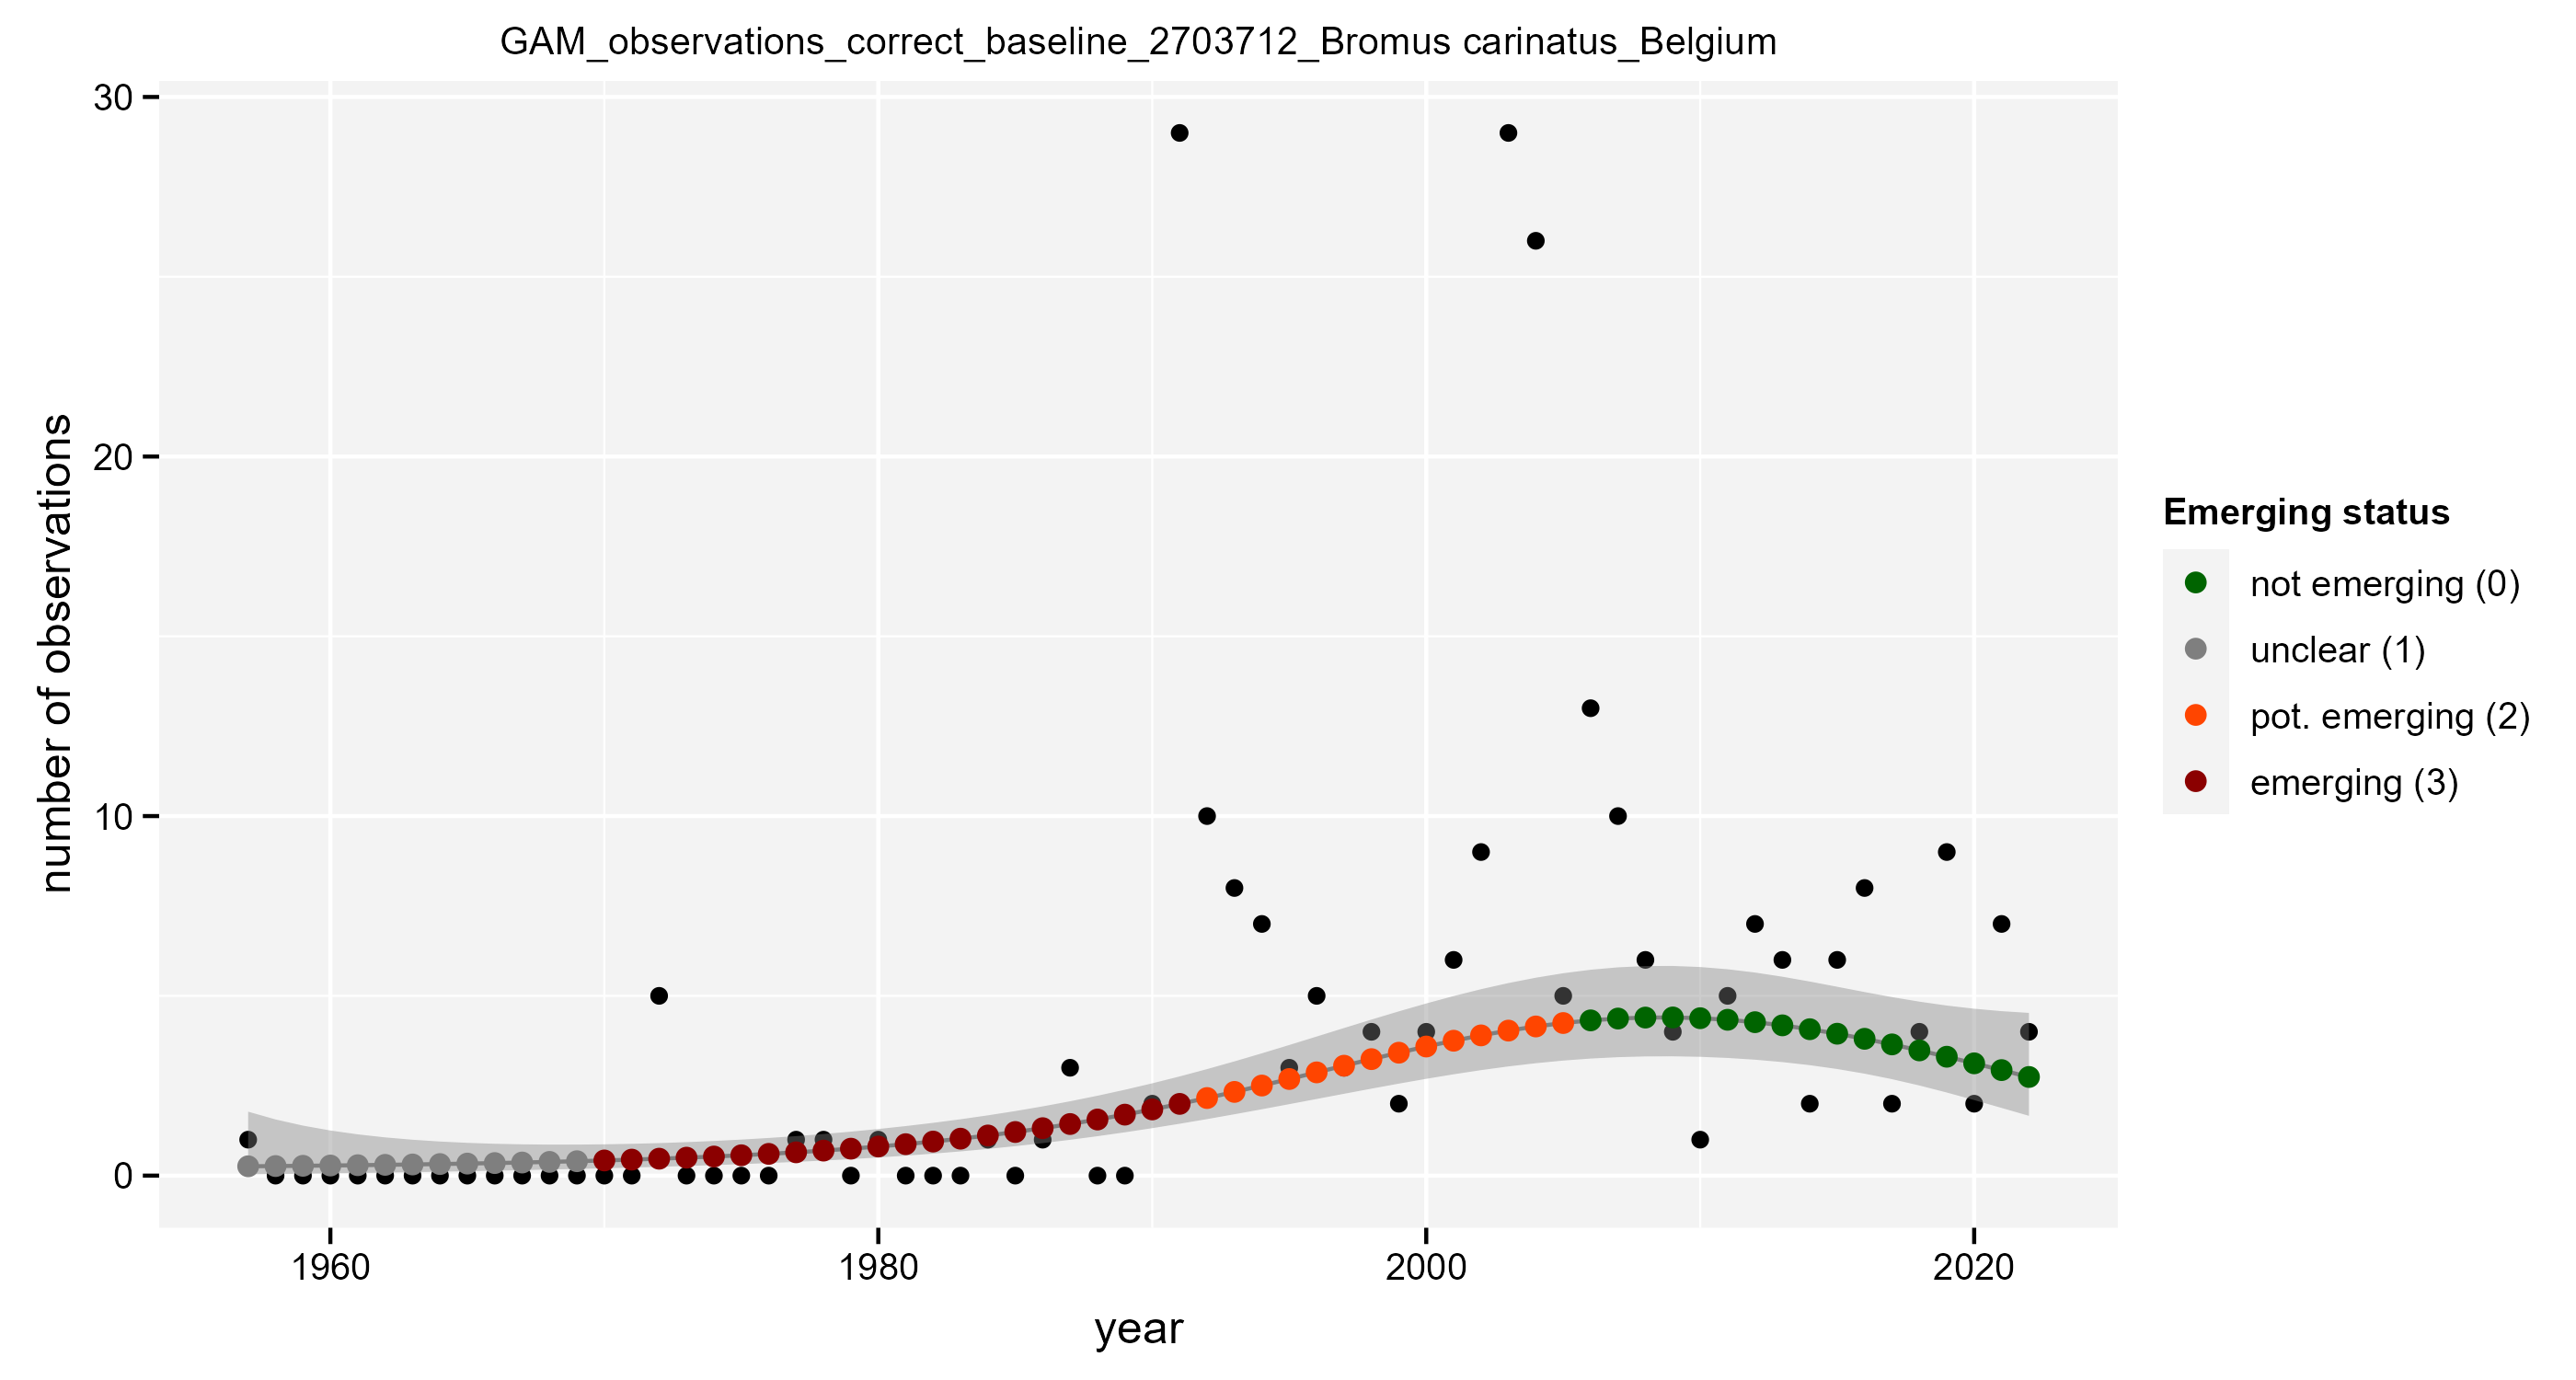 GAM_observations_correct_baseline_2703712_Bromus carinatus_Belgium
number of observations
30
20
10
0
1960
1980
2000
2020
year
Emerging status
not emerging (0)
unclear (1)
pot. emerging (2)
emerging (3)